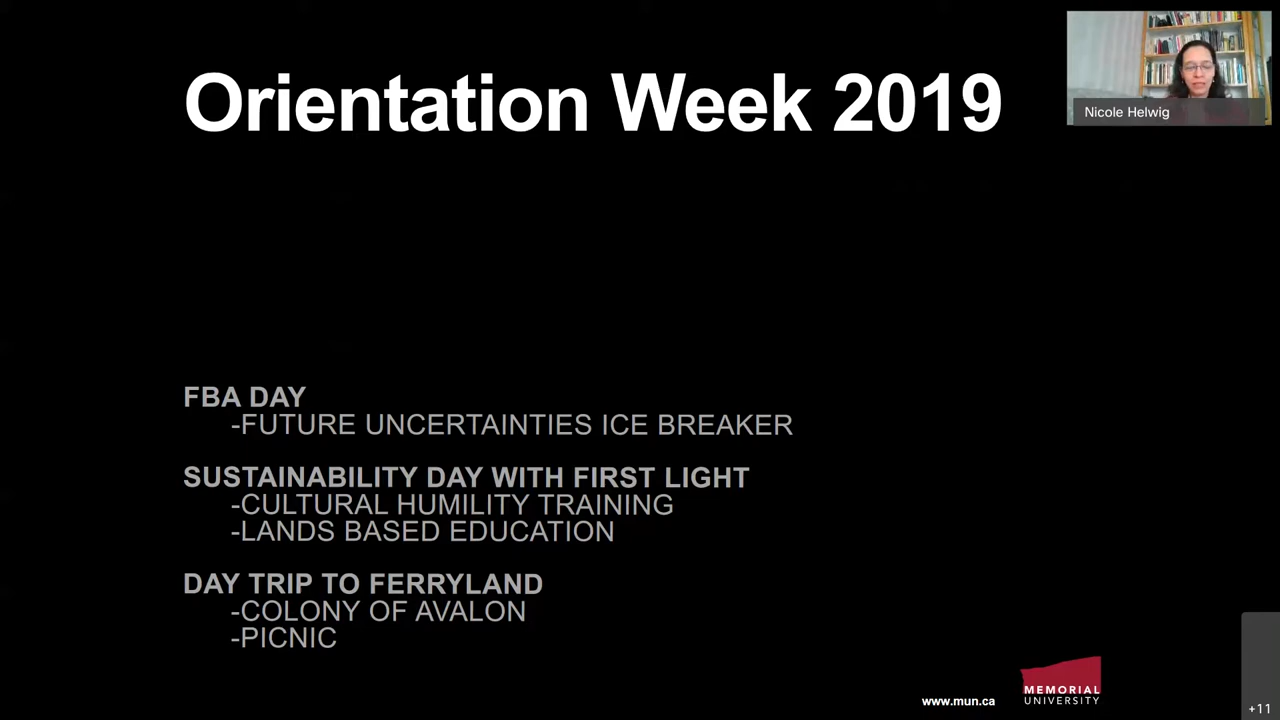 Orientation Week 2019
Nicole Helwig
FBA DAY
-FUTURE UNCERTAINTIES ICE BREAKER
SUSTAINABILITY DAY WITH FIRST LIGHT
-CULTURAL HUMILITY TRAINING
-LANDS BASED EDUCATION
DAY TRIP TO FERRYLAND
-COLONY OF AVALON
-PICNIC
www.mun.ca
MEMORIAL
UNIVERSITY
+11